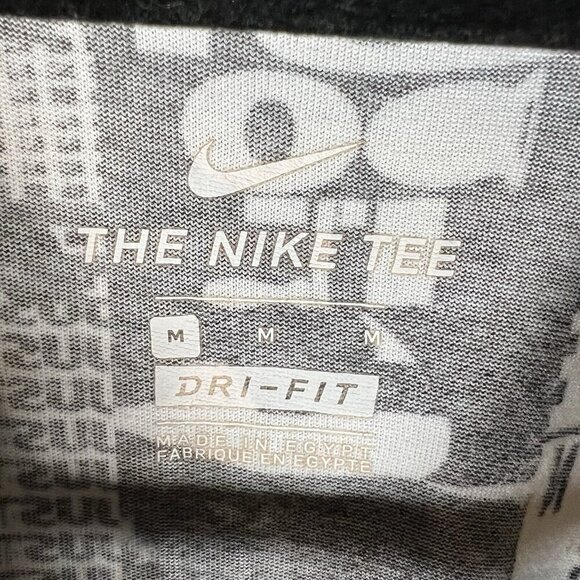 THE NIKE TEE
M M M
DRI-FIT
MADE IN EGYPT
FABRIQUE EN EGYPTE